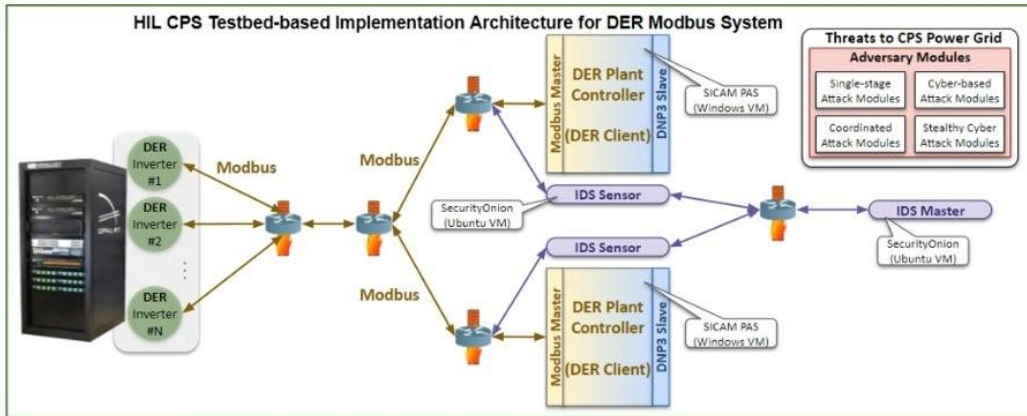 HIL CPS Testbed-based Implementation Architecture for DER Modbus System
Threats to CPS Power Grid
Adversary Modules
Single-stage
Attack Modules
Cyber-based
Attack Modules
Coordinated
Attack Modules
Stealthy Cyber
Attack Modules
Modbus Master
DER Plant
Controller
(DER Client)
DNP3 Slave
SICAM PAS
(Windows VM)
DER
Inverter
#1
DER
Inverter
#2
DER
Inverter
#N
Modbus
Modbus
Modbus
SecurityOnion
(Ubuntu VM)
IDS Sensor
IDS Sensor
IDS Master
SecurityOnion
(Ubuntu VM)
Modbus Master
DER Plant
Controller
(DER Client)
DNP3 Slave
SICAM PAS
(Windows VM)